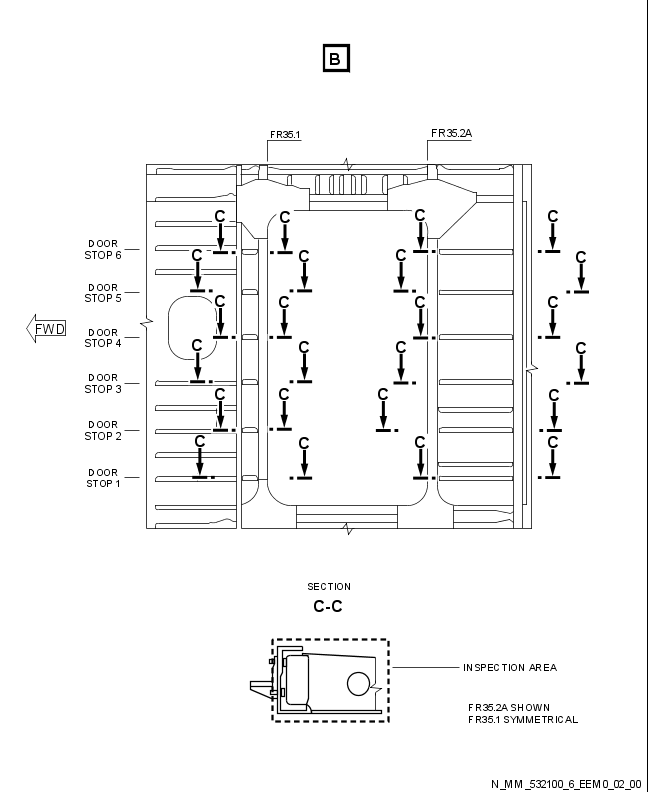 B
FR35.1
FR35.2A
C C C C
DOOR
STOP 6
C C C C
DOOR
STOP 5
C C C C
FWD
DOOR
STOP 4
C C C C
DOOR
STOP 3
C C C C
DOOR
STOP 2
C C C C
DOOR
STOP 1
SECTION
C-C
INSPECTION AREA
FR35.2A SHOWN
FR35.1 SYMMETRICAL
N_MM_532100_6_EEM0_02_00